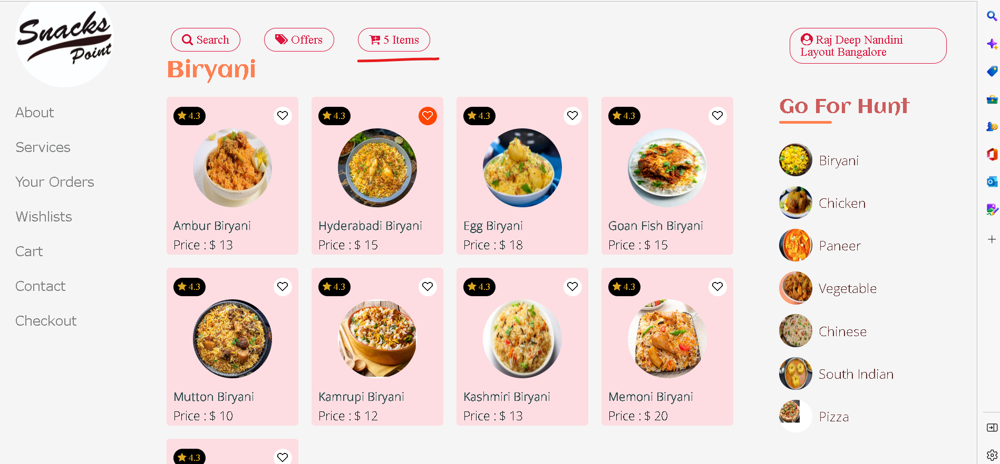 Snacks
Point
Search
Offers
5 Items
Raj Deep Nandini
Layout Bangalore
About
Services
Your Orders
Wishlists
Cart
Contact
Checkout
Biryani
4.3
4.3
4.3
4.3
Ambur Biryani
Price : $ 13
Hyderabadi Biryani
Price : $ 15
Egg Biryani
Price : $ 18
Goan Fish Biryani
Price : $ 15
4.3
4.3
4.3
4.3
Mutton Biryani
Price : $ 10
Kamrupi Biryani
Price : $ 12
Kashmiri Biryani
Price : $ 13
Memoni Biryani
Price : $ 20
4.3
Go For Hunt
Biryani
Chicken
Paneer
Vegetable
Chinese
South Indian
Pizza